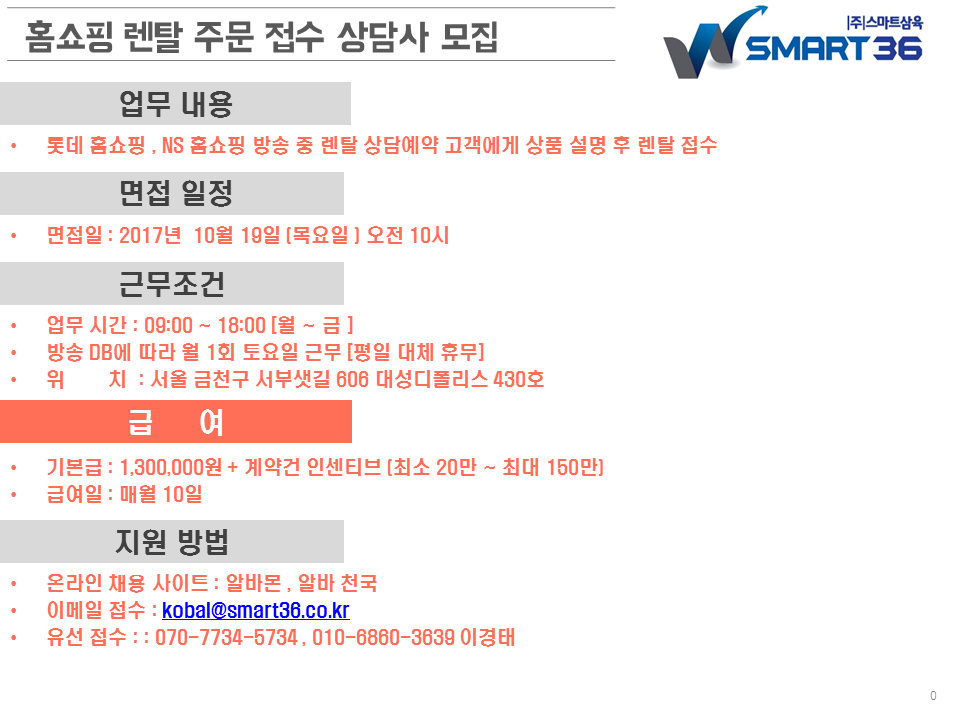 홈쇼핑 렌탈 주문 접수 상담사 모집
(주)스마트삼육
SMART 36
업무 내용
• 롯데 홈쇼핑 , NS 홈쇼핑 방송 중 렌탈 상담예약 고객에게 상품 설명 후 렌탈 접수
면접 일정
• 면접일 : 2017년 10월 19일 (목요일 ) 오전 10시
근무조건
• 업무 시간 : 09:00 ~ 18:00 [월 ~ 금 ]
• 방송 DB에 따라 월 1회 토요일 근무 [평일 대체 휴무]
• 위 치 : 서울 금천구 서부샛길 606 대성디폴리스 430호
급 여
• 기본급 : 1,300,000원 + 계약건 인센티브 (최소 20만 ~ 최대 150만)
• 급여일 : 매월 10일
지원 방법
• 온라인 채용 사이트 : 알바몬 , 알바 천국
• 이메일 접수 : kobal@smart36.co.kr
• 유선 접수 : : 070-7734-5734 , 010-6860-3639 이경태
0